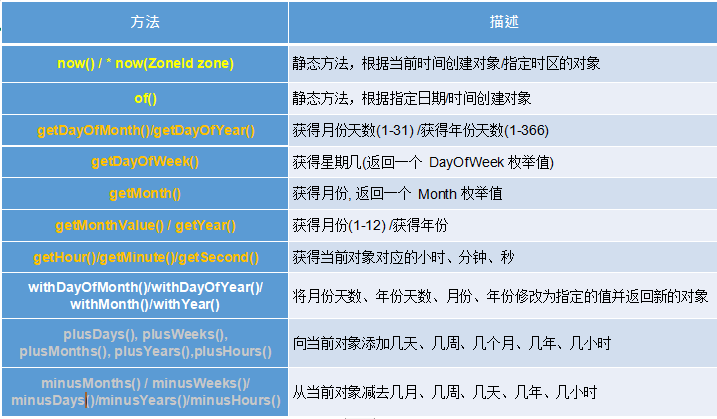 方法
描述
now() / * now(ZoneId zone)
静态方法，根据当前时间创建对象/指定时区的对象
of()
静态方法，根据指定日期/时间创建对象
getDayOfMonth()/getDayOfYear()
获得月份天数(1-31) /获得年份天数(1-366)
getDayOfWeek()
获得星期几(返回一个 DayOfWeek 枚举值)
getMonth()
获得月份, 返回一个 Month 枚举值
getMonthValue() / getYear()
获得月份(1-12) /获得年份
getHour()/getMinute()/getSecond()
获得当前对象对应的小时、分钟、秒
withDayOfMonth()/withDayOfYear()/
withMonth()/withYear()
将月份天数、年份天数、月份、年份修改为指定的值并返回新的对象
plusDays(), plusWeeks(),
plusMonths(), plusYears(),plusHours()
向当前对象添加几天、几周、几个月、几年、几小时
minusMonths() / minusWeeks()/
minusDays()/minusYears()/minusHours()
从当前对象减去几月、几周、几天、几年、几小时